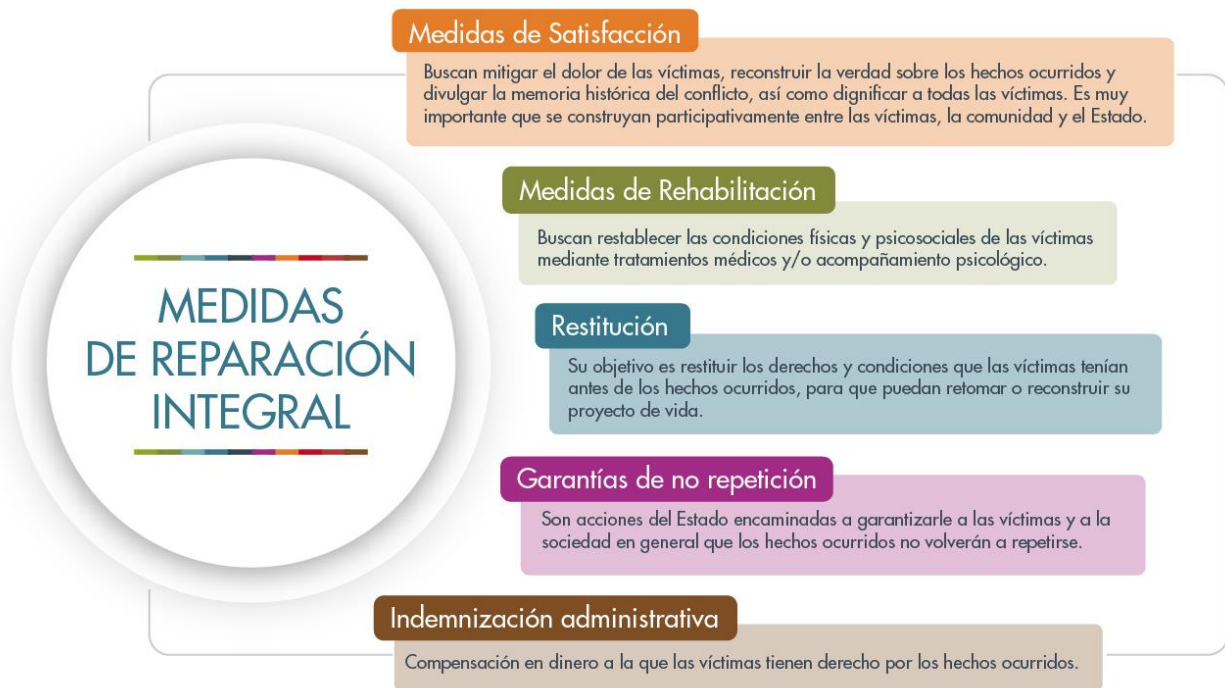 MEDIDAS
DE REPARACIÓN
INTEGRAL
Medidas de Satisfacción
Buscan mitigar el dolor de las víctimas, reconstruir la verdad sobre los hechos ocurridos y
divulgar la memoria histórica del conflicto, así como dignificar a todas las víctimas. Es muy
importante que se construyan participativamente entre las víctimas, la comunidad y el Estado.
Medidas de Rehabilitación
Buscan restablecer las condiciones físicas y psicosociales de las víctimas
mediante tratamientos médicos y/o acompañamiento psicológico.
Restitución
Su objetivo es restituir los derechos y condiciones que las víctimas tenían
antes de los hechos ocurridos, para que puedan retomar o reconstruir su
proyecto de vida.
Garantías de no repetición
Son acciones del Estado encaminadas a garantizarle a las víctimas y a la
sociedad en general que los hechos ocurridos no volverán a repetirse.
Indemnización administrativa
Compensación en dinero a la que las víctimas tienen derecho por los hechos ocurridos.